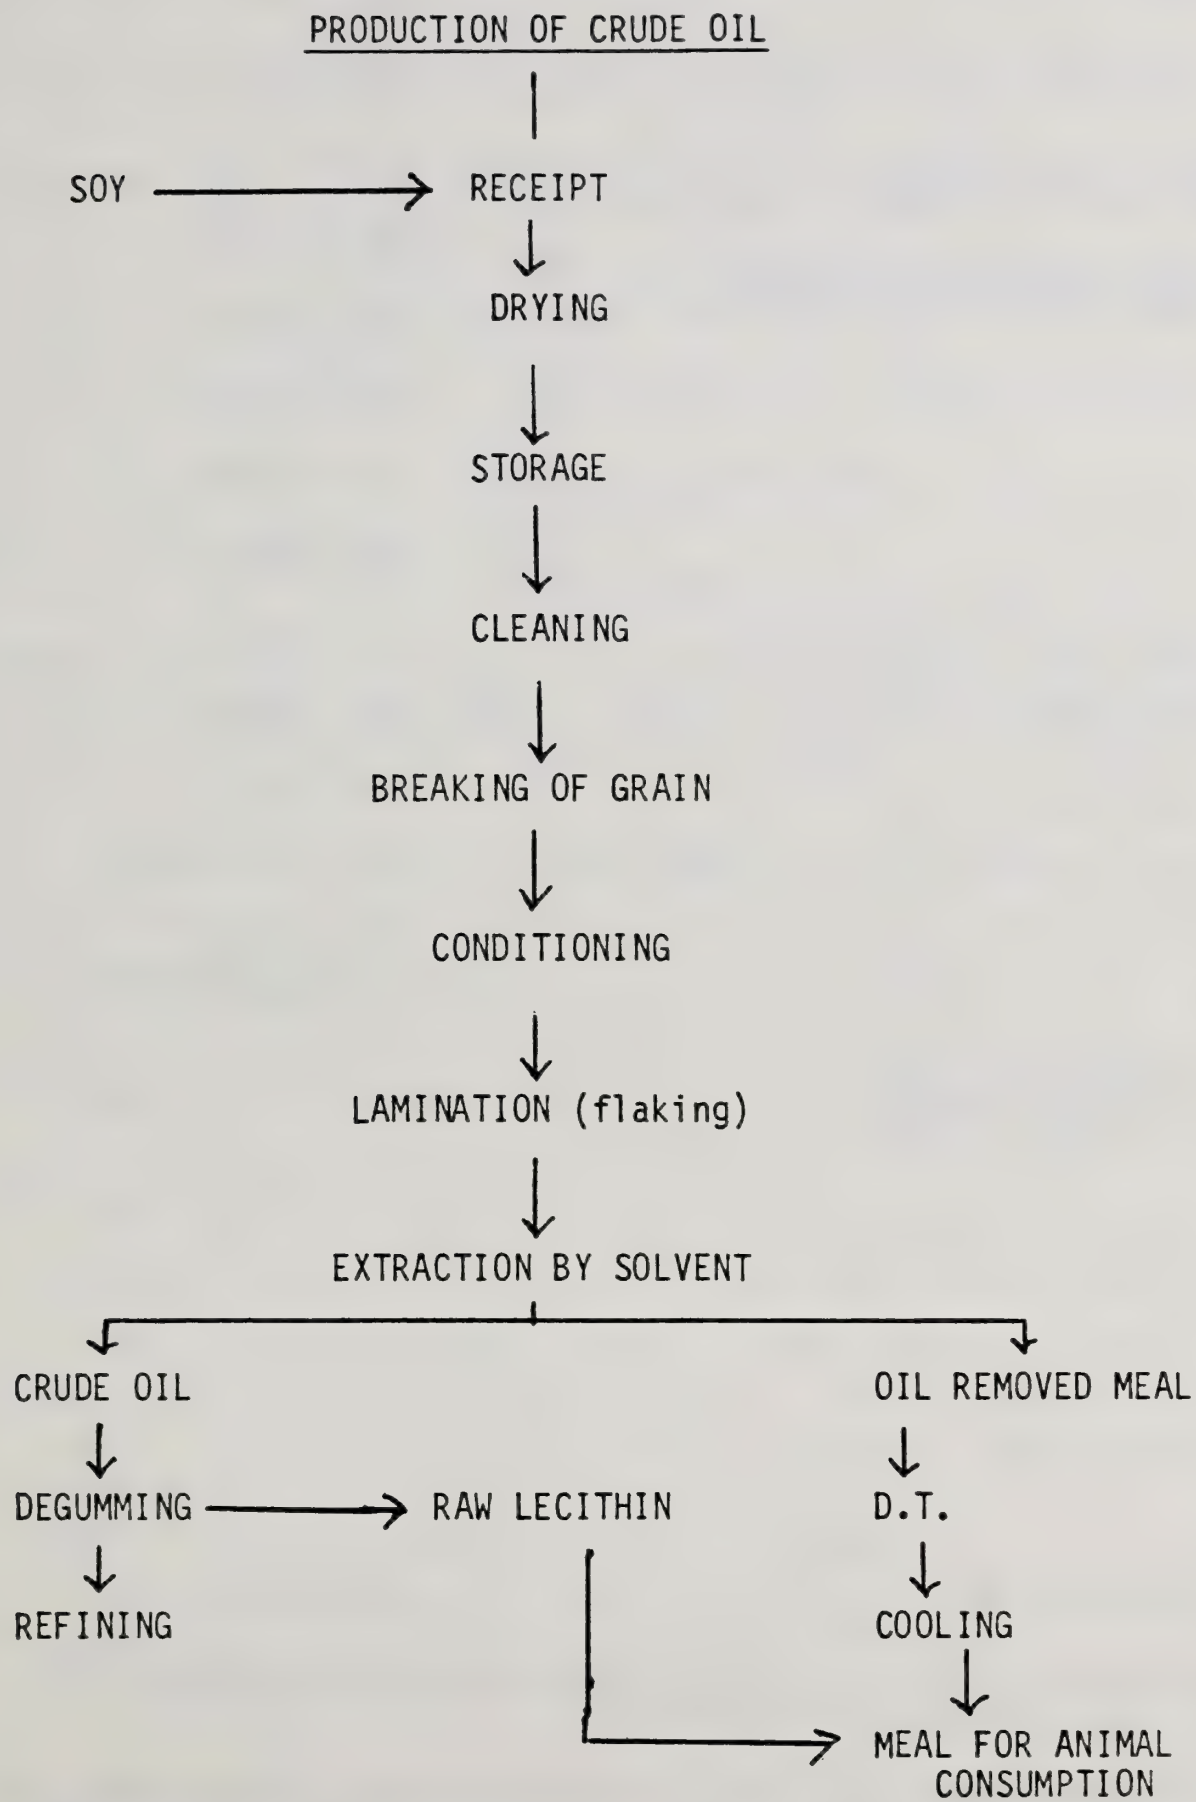 PRODUCTION OF CRUDE OIL
SOY
RECEIPT
DRYING
STORAGE
CLEANING
BREAKING OF GRAIN
CONDITIONING
LAMINATION (flaking)
EXTRACTION BY SOLVENT
CRUDE OIL
OIL REMOVED MEAL
DEGUMMING
RAW LECITHIN
D.T.
REFINING
COOLING
MEAL FOR ANIMAL
CONSUMPTION